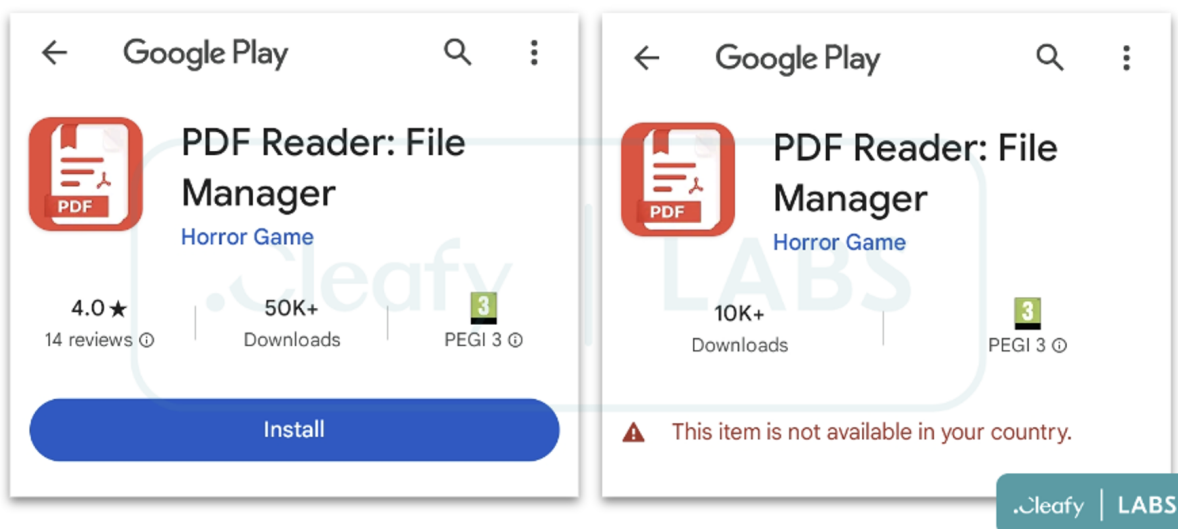 Google Play
PDF
PDF Reader: File
Manager
Horror Game
4.0★
14 reviews
50K+
Downloads
3
PEGI 3
Install
Google Play
PDF
PDF Reader: File
Manager
Horror Game
10K+
Downloads
3
PEGI 3
This item is not available in your country.
.Cleafy | LABS
.Cleafy | LABS